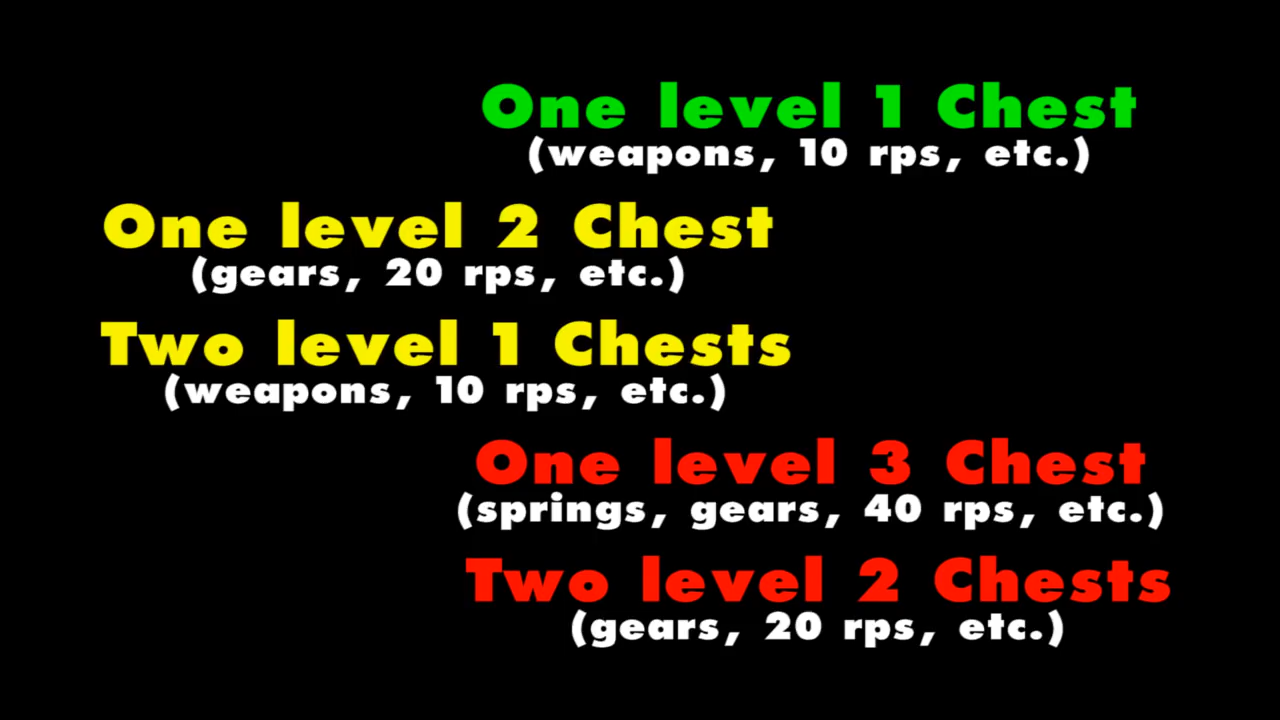 One level 1 Chest
(weapons, 10 rps, etc.)
One level 2 Chest
(gears, 20 rps, etc.)
Two level 1 Chests
(weapons, 10 rps, etc.)
One level 3 Chest
(springs, gears, 40 rps, etc.)
Two level 2 Chests
(gears, 20 rps, etc.)